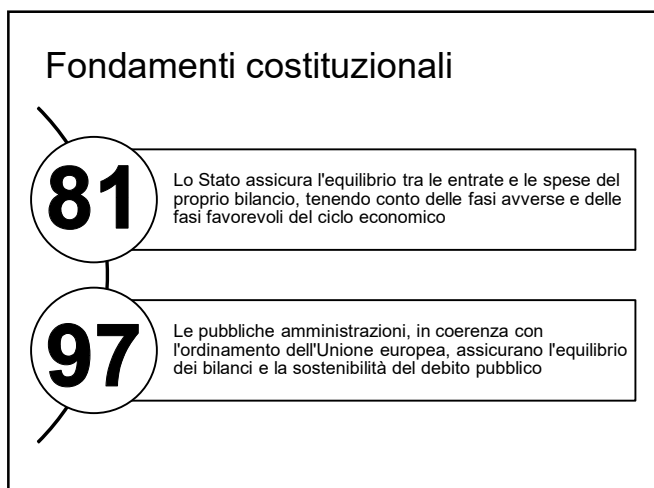 Fondamenti costituzionali
81
Lo Stato assicura l'equilibrio tra le entrate e le spese del
proprio bilancio, tenendo conto delle fasi avverse e delle
fasi favorevoli del ciclo economico
97
Le pubbliche amministrazioni, in coerenza con
l'ordinamento dell'Unione europea, assicurano l'equilibrio
dei bilanci e la sostenibilità del debito pubblico